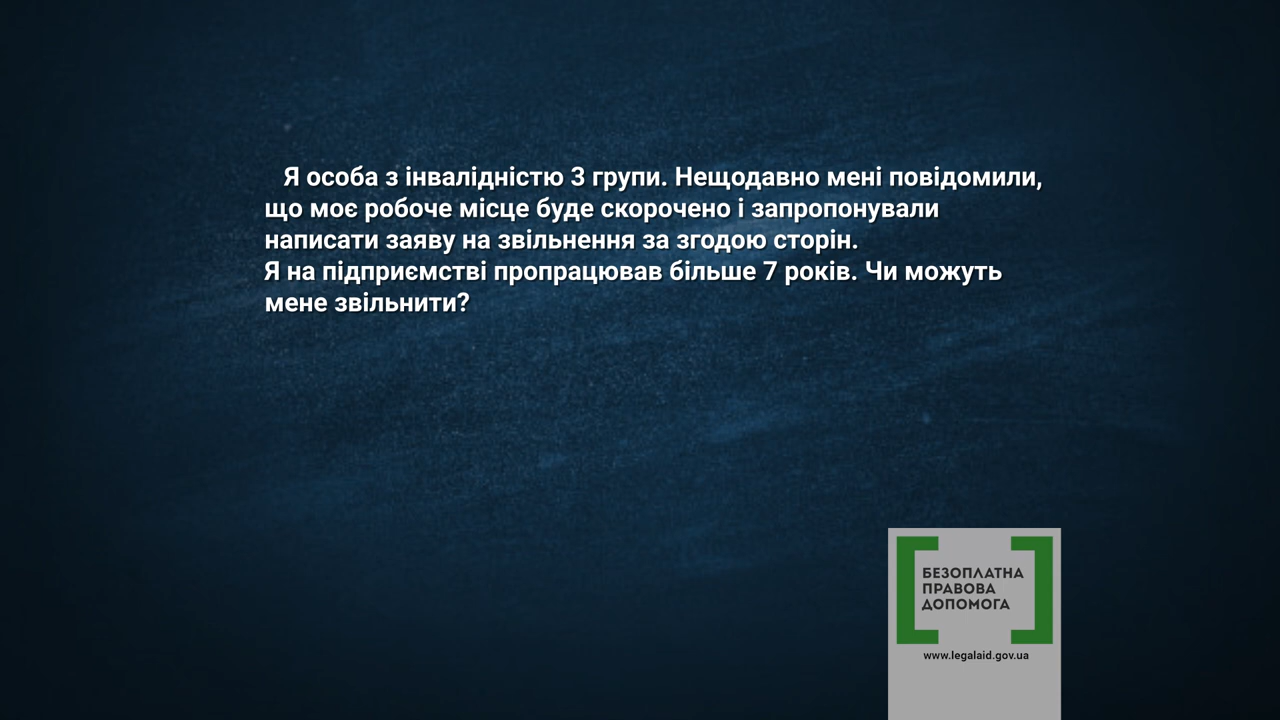 Я особа з інвалідністю 3 групи. Нещодавно мені повідомили,
що моє робоче місце буде скорочено і запропонували
написати заяву на звільнення за згодою сторін.
Я на підприємстві пропрацював більше 7 років. Чи можуть
мене звільнити?
БЕЗОПЛАТНА
ПРАВОВА
ДОПОМОГА
www.legalaid.gov.ua